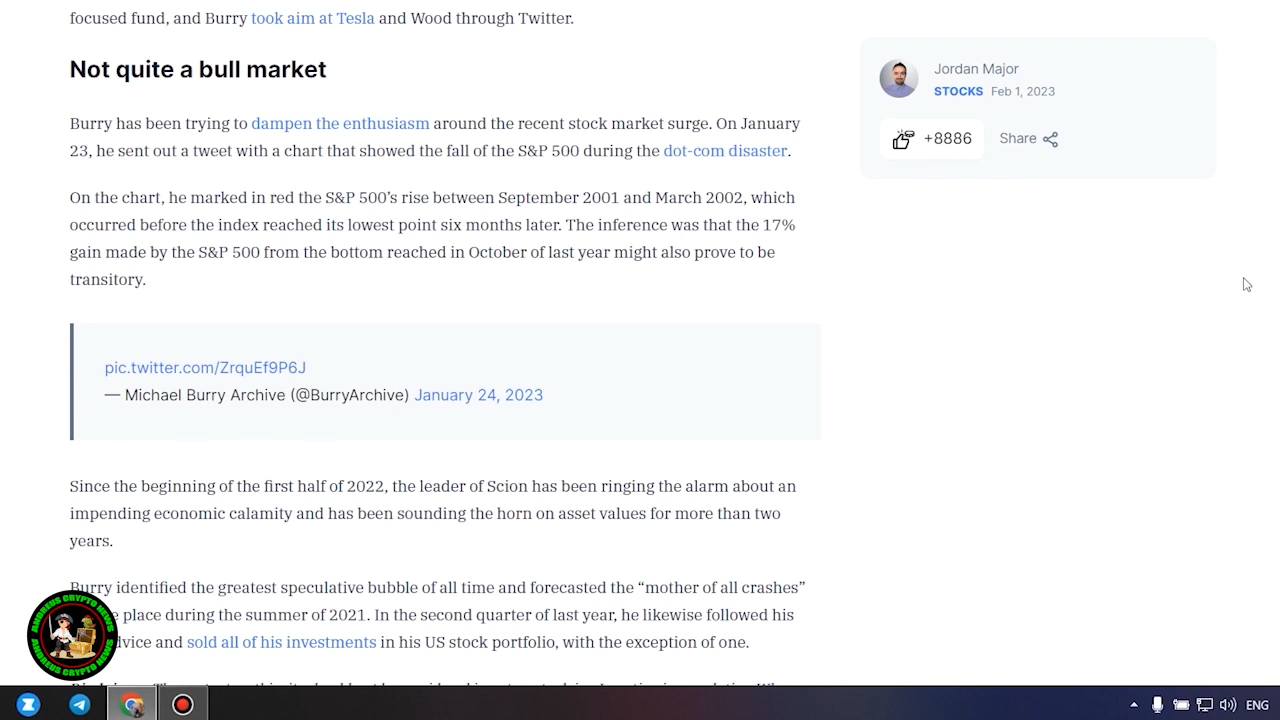 focused fund, and Burry took aim at Tesla and Wood through Twitter.
Not quite a bull market
Burry has been trying to dampen the enthusiasm around the recent stock market surge. On January
23, he sent out a tweet with a chart that showed the fall of the S&P 500 during the dot-com disaster.
On the chart, he marked in red the S&P 500's rise between September 2001 and March 2002, which
occurred before the index reached its lowest point six months later. The inference was that the 17%
gain made by the S&P 500 from the bottom reached in October of last year might also prove to be
transitory.
pic.twitter.com/ZrquEf9P6J
— Michael Burry Archive (@BurryArchive) January 24, 2023
Since the beginning of the first half of 2022, the leader of Scion has been ringing the alarm about an
impending economic calamity and has been sounding the horn on asset values for more than two
years.
Burry identified the greatest speculative bubble of all time and forecasted the “mother of all crashes”
place during the summer of 2021. In the second quarter of last year, he likewise followed his
and sold all of his investments in his US stock portfolio, with the exception of one.
Jordan Major
STOCKS Feb 1, 2023
+8886 Share
ANDREUS CRYPTO NEWS
ANDREUS CRYPTO NEWS
ENG